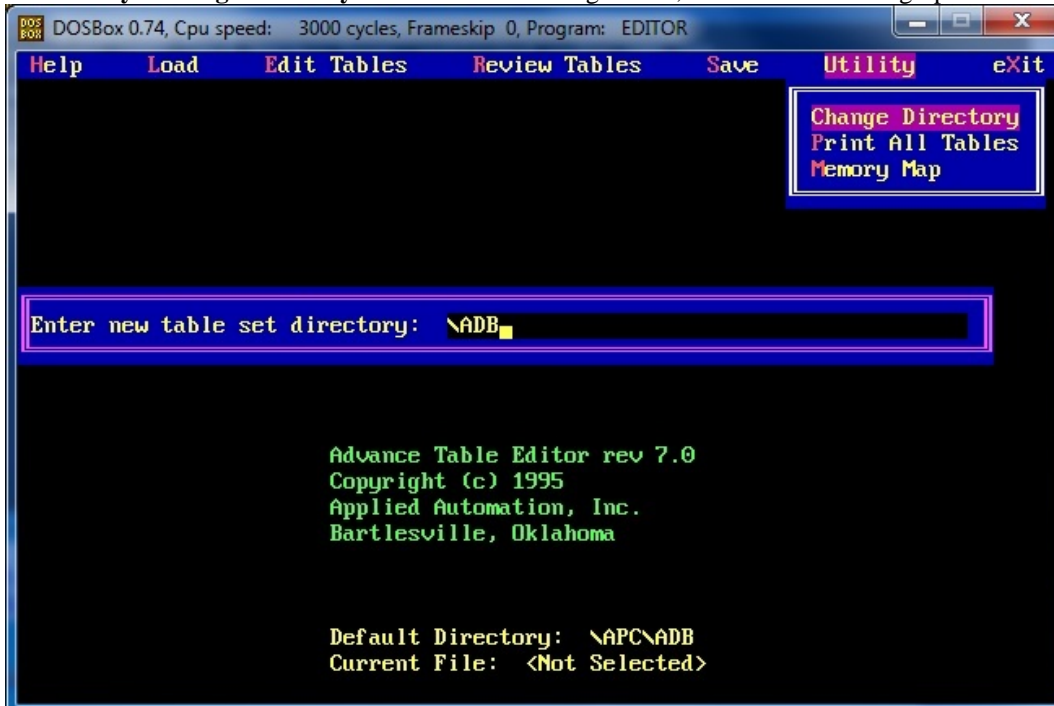 DOSBox 0.74, Cpu speed: 3000 cycles, Frameskip 0, Program: EDITOR
Help Load Edit Tables Review Tables Save Utility eXit
Change Directory
Print All Tables
Memory Map
Enter new table set directory: \ADB
Advance Table Editor rev 7.0
Copyright (c) 1995
Applied Automation, Inc.
Bartlesville, Oklahoma
Default Directory: \APC\ADB
Current File: <Not Selected>